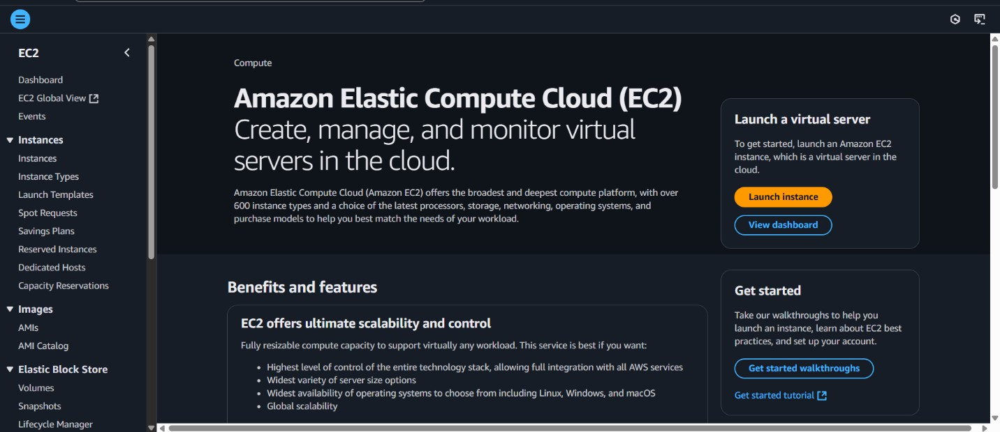 EC2
Dashboard
EC2 Global View
Events
Instances
Instances
Instance Types
Launch Templates
Spot Requests
Savings Plans
Reserved Instances
Dedicated Hosts
Capacity Reservations
Images
AMIs
AMI Catalog
Elastic Block Store
Volumes
Snapshots
Lifecycle Manager
Compute
Amazon Elastic Compute Cloud (EC2)
Create, manage, and monitor virtual
servers in the cloud.
Amazon Elastic Compute Cloud (Amazon EC2) offers the broadest and deepest compute platform, with over
600 instance types and a choice of the latest processors, storage, networking, operating systems, and
purchase models to help you best match the needs of your workload.
Launch a virtual server
To get started, launch an Amazon EC2
instance, which is a virtual server in the
cloud.
Launch instance
View dashboard
Benefits and features
EC2 offers ultimate scalability and control
Fully resizable compute capacity to support virtually any workload. This service is best if you want:
• Highest level of control of the entire technology stack, allowing full integration with all AWS services
• Widest variety of server size options
• Widest availability of operating systems to choose from including Linux, Windows, and macOS
• Global scalability
Get started
Take our walkthroughs to help you
launch an instance, learn about EC2 best
practices, and set up your account.
Get started walkthroughs
Get started tutorial